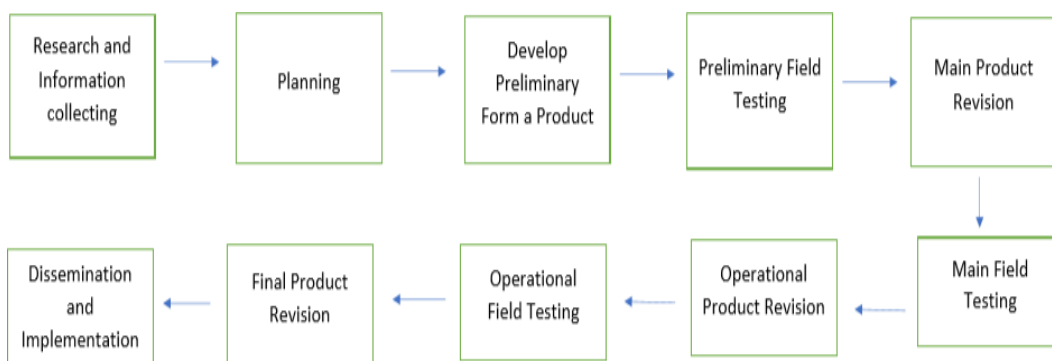 Research and
Information
collecting
Planning
Develop
Preliminary
Form a Product
Preliminary Field
Testing
Main Product
Revision
Main Field
Testing
Operational
Product Revision
Operational
Field Testing
Final Product
Revision
Dissemination
and
Implementation